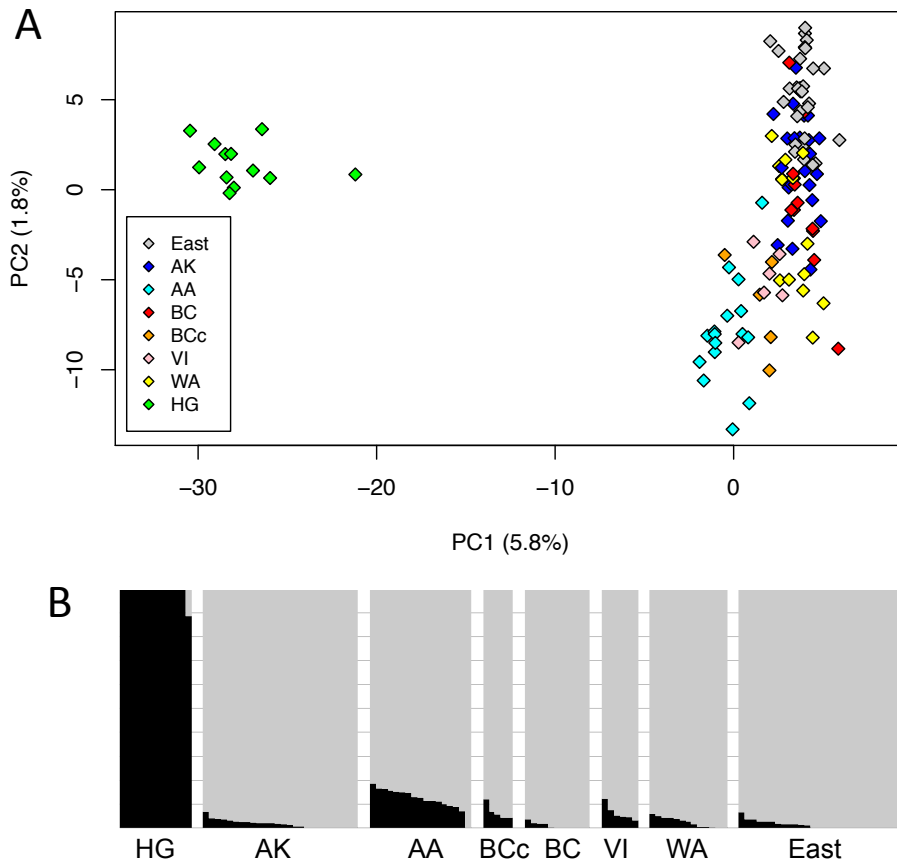 A
5
0
−5
−10
PC2 (1.8%)
East
AK
AA
BC
BCc
VI
WA
HG
−30
−20
−10
0
PC1 (5.8%)
B
HG AK AA BCc BC VI WA East